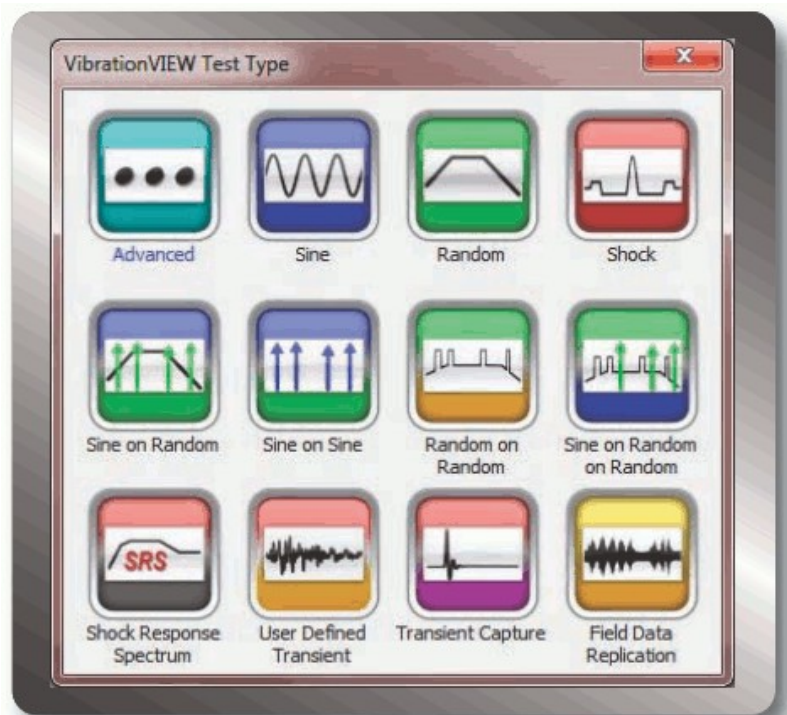 VibrationVIEW Test Type
Advanced
Sine
Random
Shock
Sine on Random
Sine on Sine
Random on
Random
Sine on Random
on Random
SRS
Shock Response
Spectrum
User Defined
Transient
Transient Capture
Field Data
Replication